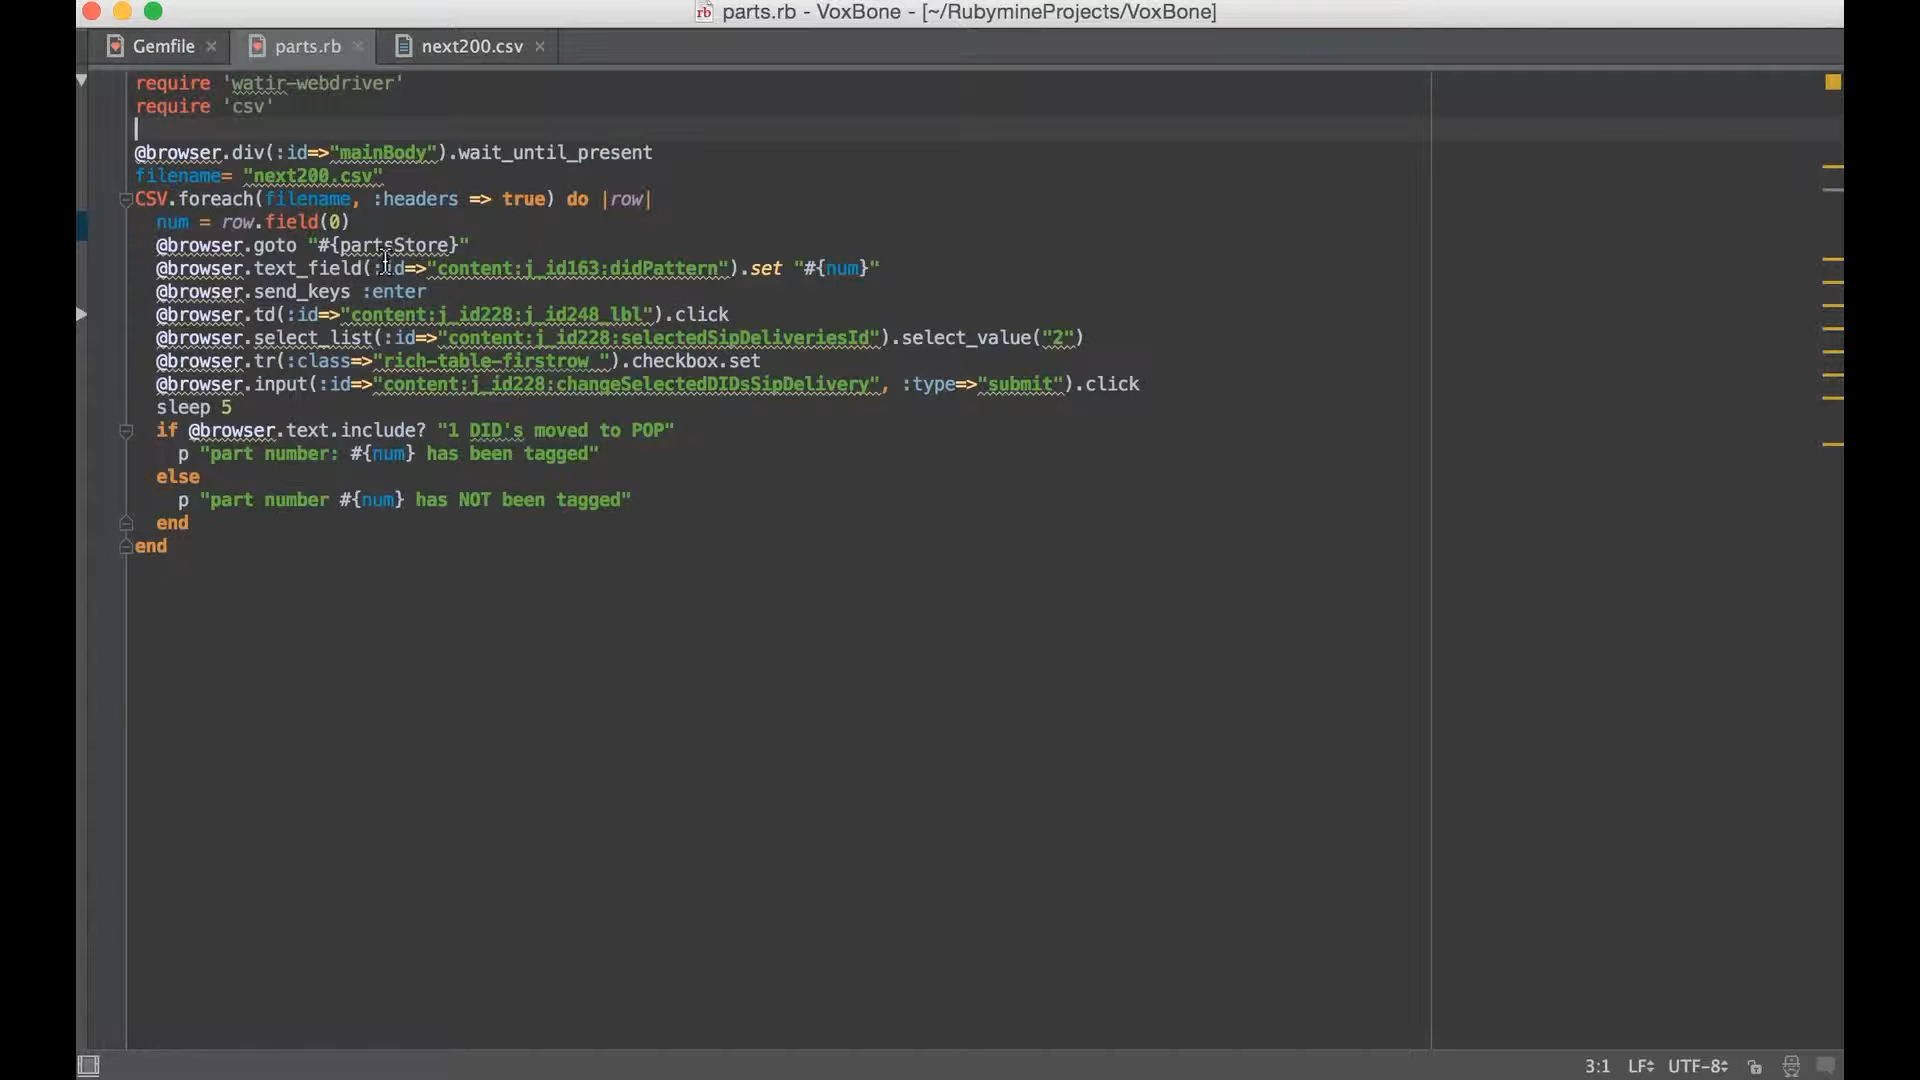 parts.rb - VoxBone - [~/RubymineProjects/VoxBone]
Gemfile parts.rb next200.csv
require 'watir-webdriver'
require 'csv'
@browser.div(:id=>"mainBody").wait_until_present
filename= "next200.csv"
CSV.foreach(filename, :headers => true) do |row|
num = row.field(0)
@browser.goto "#{partsStore}"
@browser.text_field(:id=>"content:j_id163:didPattern").set "#{num}"
@browser.send_keys :enter
@browser.td(:id=>"content:j_id228:j_id248_lbl").click
@browser.select_list(:id=>"content:j_id228:selectedSipDeliveriesId").select_value("2")
@browser.tr(:class=>"rich-table-firstrow ").checkbox.set
@browser.input(:id=>"content:j_id228:changeSelectedDIDsSipDelivery", :type=>"submit").click
sleep 5
if @browser.text.include? "1 DID's moved to POP"
p "part number: #{num} has been tagged"
else
p "part number #{num} has NOT been tagged"
end
end
3:1 LF UTF-8